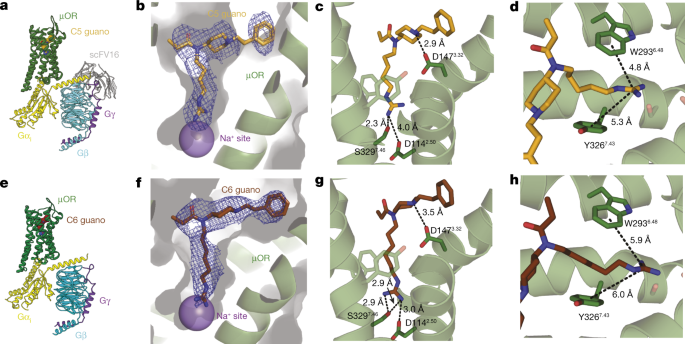 a
μOR
C5 guano
scFV16
Gαi
Gγ
Gβ
b
C5 guano
μOR
Na⁺ site
c
2.9 Å
D147³·³²
2.3 Å
4.0 Å
S329⁷·⁴⁶
D114²·⁵⁰
d
W293⁶·⁴⁸
4.8 Å
5.3 Å
Y326⁷·⁴³
e
μOR
C6 guano
Gαi
Gγ
Gβ
f
C6 guano
μOR
Na⁺ site
g
3.5 Å
D147³·³²
2.9 Å
2.9 Å
3.0 Å
S329⁷·⁴⁶
D114²·⁵⁰
h
W293⁶·⁴⁸
5.9 Å
6.0 Å
Y326⁷·⁴³